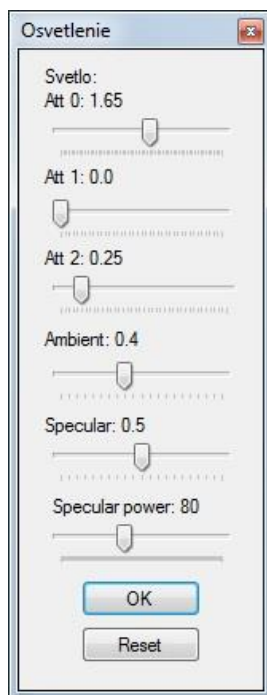 Osvetlenie
Svetlo:
Att 0: 1.65
Att 1: 0.0
Att 2: 0.25
Ambient: 0.4
Specular: 0.5
Specular power: 80
OK
Reset